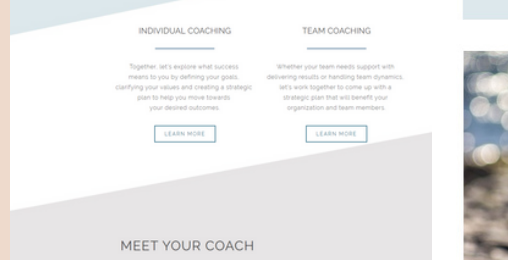 INDIVIDUAL COACHING
Together, let's explore what success
means to you by defining your goals,
clarifying your values and creating a strategic
plan to help you move towards
your desired outcomes.
LEARN MORE
TEAM COACHING
Whether your team needs support with
delivering results or handling team dynamics,
let's work together to come up with a
strategic plan that will benefit your
organization and team members.
LEARN MORE
MEET YOUR COACH